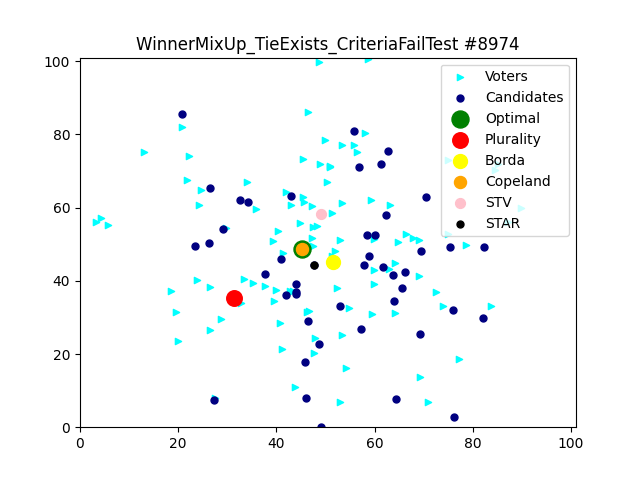 WinnerMixUp_TieExists_CriteriaFailTest #8974
100
80
60
40
20
0
0
20
40
60
80
100
Voters
Candidates
Optimal
Plurality
Borda
Copeland
STV
STAR